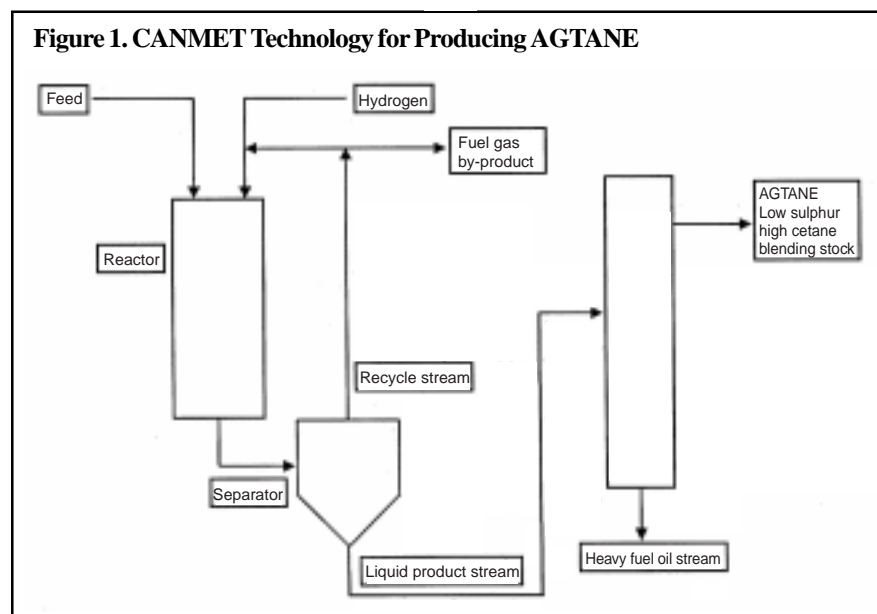 Figure 1. CANMET Technology for Producing AGTANE
Feed
Hydrogen
Fuel gas
by-product
AGTANE
Low sulphur
high cetane
blending stock
Reactor
Recycle stream
Separator
Liquid product stream
Heavy fuel oil stream